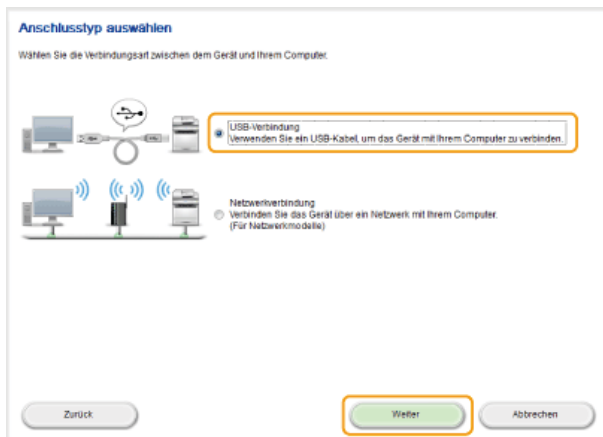 Anschlusstyp auswählen
Wählen Sie die Verbindungsart zwischen dem Gerät und Ihrem Computer.
USB-Verbindung
Verwenden Sie ein USB-Kabel, um das Gerät mit Ihrem Computer zu verbinden.
Netzwerkverbindung
Verbinden Sie das Gerät über ein Netzwerk mit Ihrem Computer.
(Für Netzwerkmodelle)
Zurück
Weiter
Abbrechen